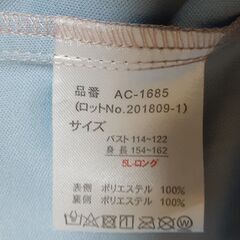 品番 AC-1685
(ロットNo.201809-1)
サイズ
バスト 114~122
身長 154~162
5L-ロング
表側 ポリエステル 100%
裏側 ポリエステル 100%